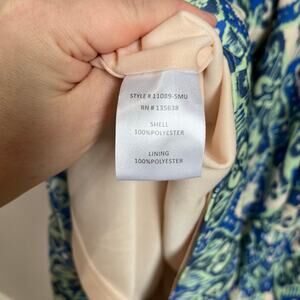 STYLE # 11089-SMU
RN # 135638
SHELL
100%POLYESTER
LINING
100%POLYESTER